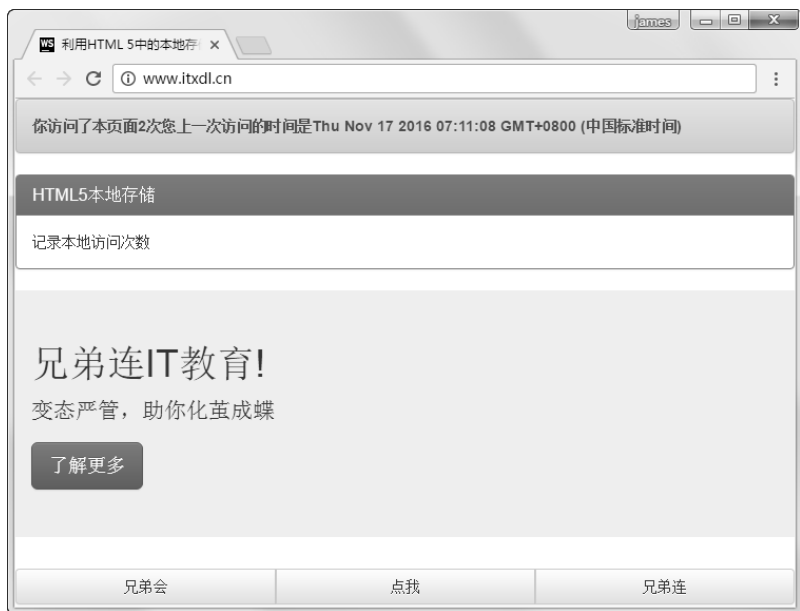 james
WS 利用HTML 5中的本地存
www.itxdl.cn
你访问了本页面2次您上一次访问的时间是Thu Nov 17 2016 07:11:08 GMT+0800 (中国标准时间)
HTML5本地存储
记录本地访问次数
兄弟连IT教育!
变态严管，助你化茧成蝶
了解更多
兄弟会 点我 兄弟连